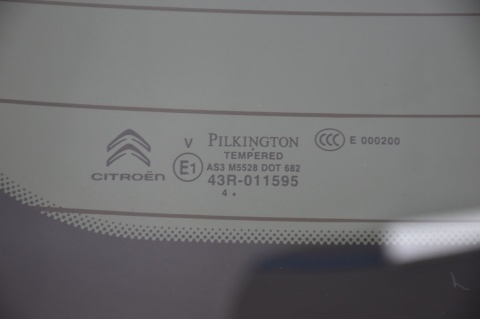 CITROËN
V PILKINGTON
TEMPERED
AS3 M5528 DOT 682
E1 43R-011595
4 .
CCC E 000200